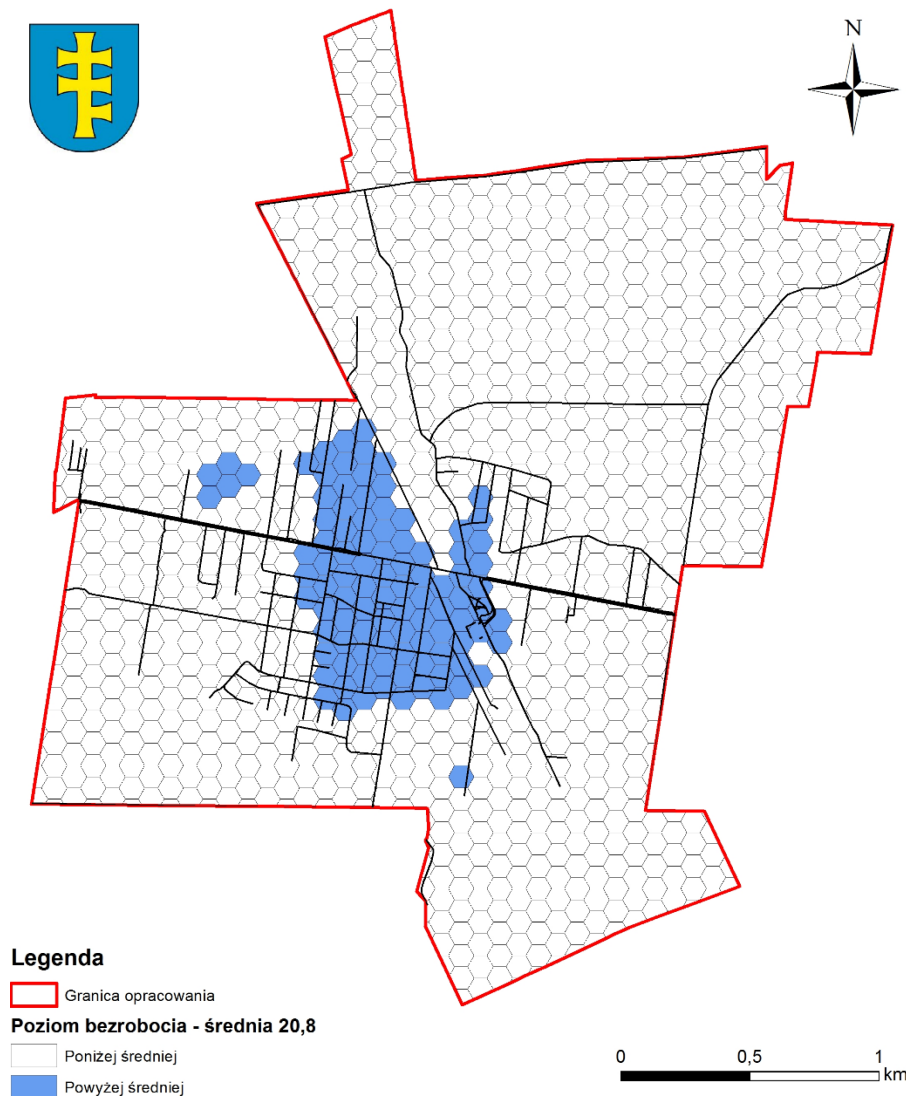 N
Legenda
Granica opracowania
Poziom bezrobocia - średnia 20,8
Poniżej średniej
Powyżej średniej
0 0,5 1
km